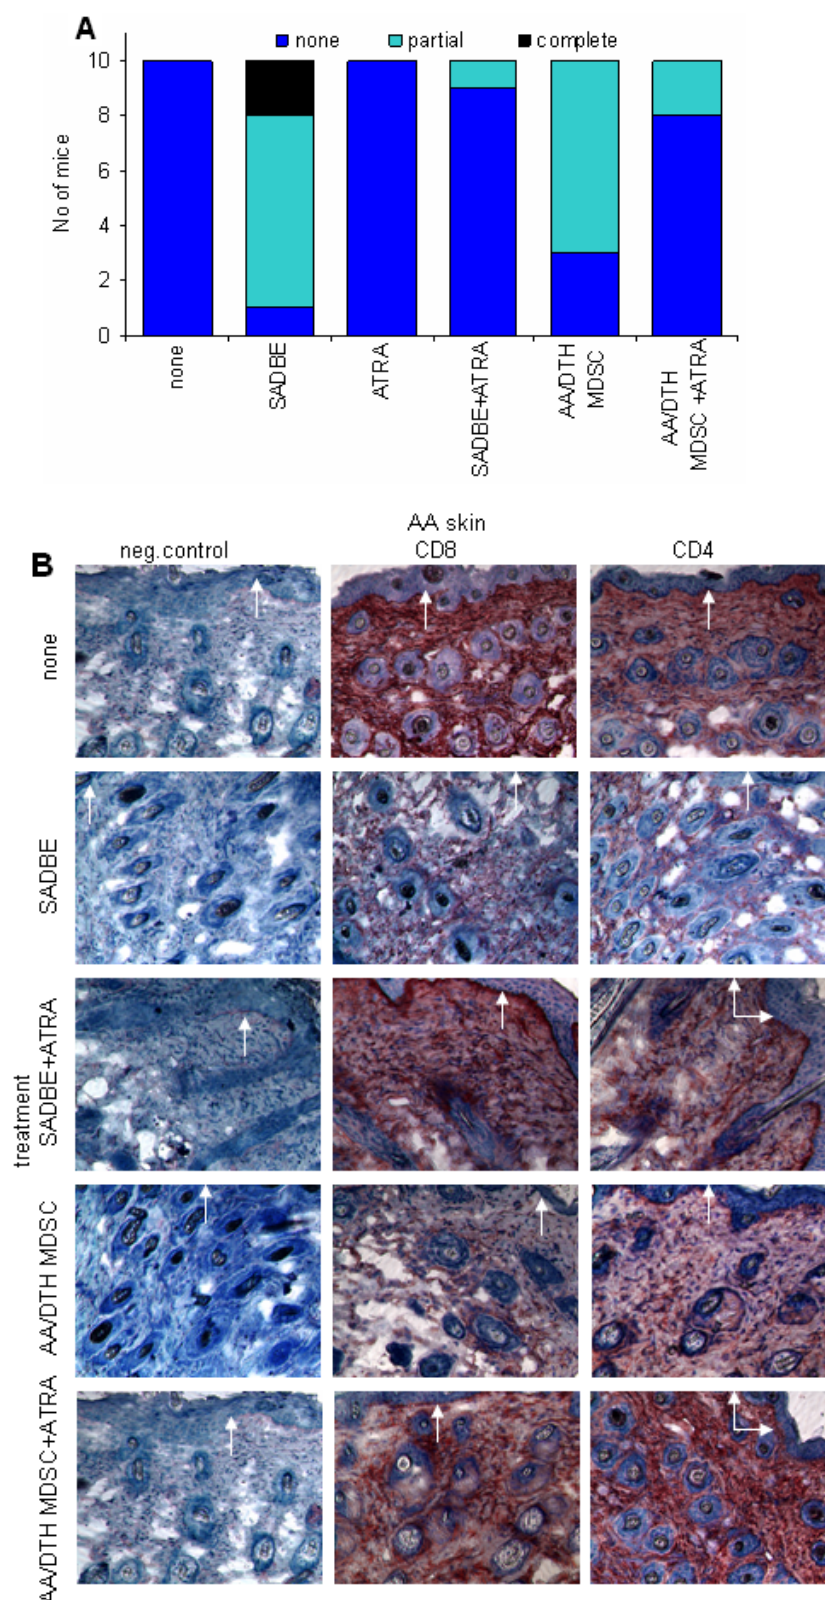 A
none partial complete
10
8
6
4
2
0
No of mice
none
SADBE
ATRA
SADBE+ATRA
AA/DTH
MDSC
AA/DTH
MDSC +ATRA
AA skin
B
neg.control CD8 CD4
none
SADBE
treatment
SADBE+ATRA
AA/DTH MDSC
AA/DTH MDSC+ATRA